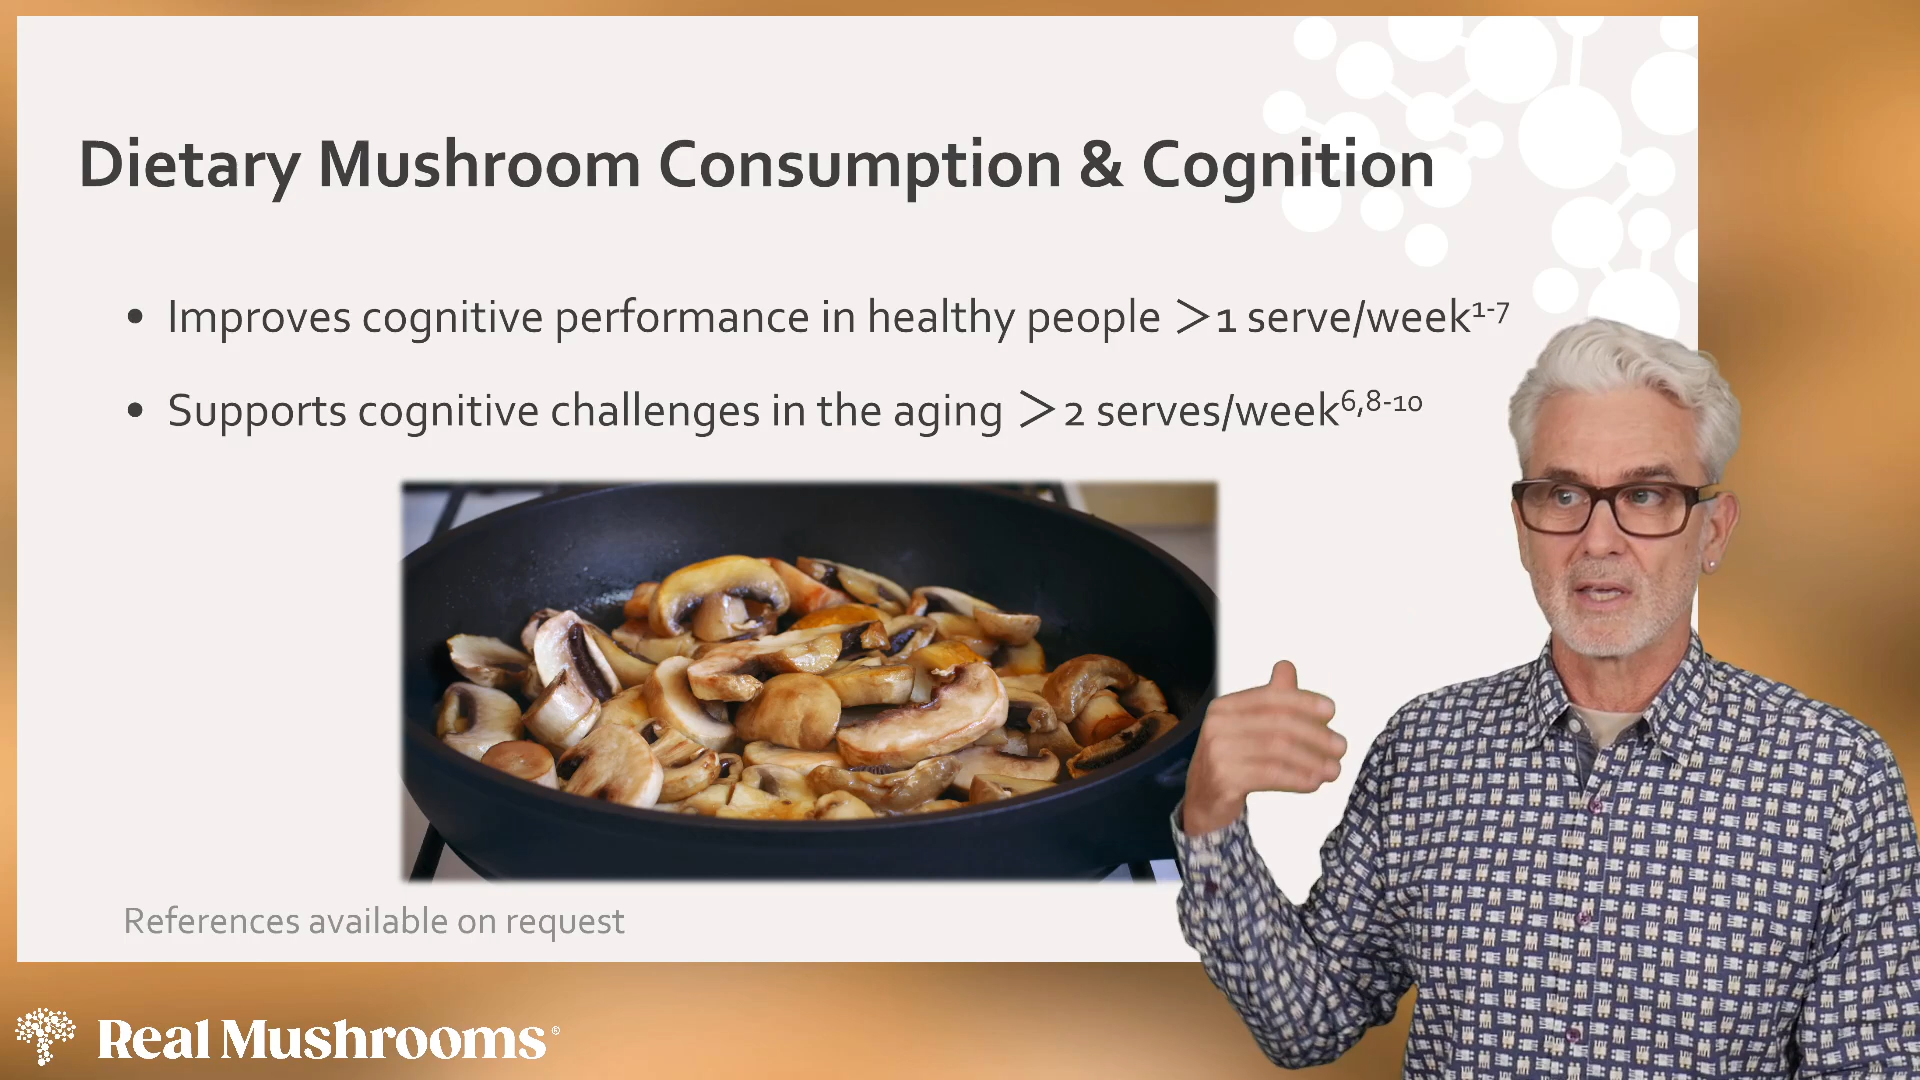 Dietary Mushroom Consumption & Cognition
• Improves cognitive performance in healthy people >1 serve/week¹⁻⁷
• Supports cognitive challenges in the aging >2 serves/week⁶,⁸⁻¹⁰
References available on request
Real Mushrooms®